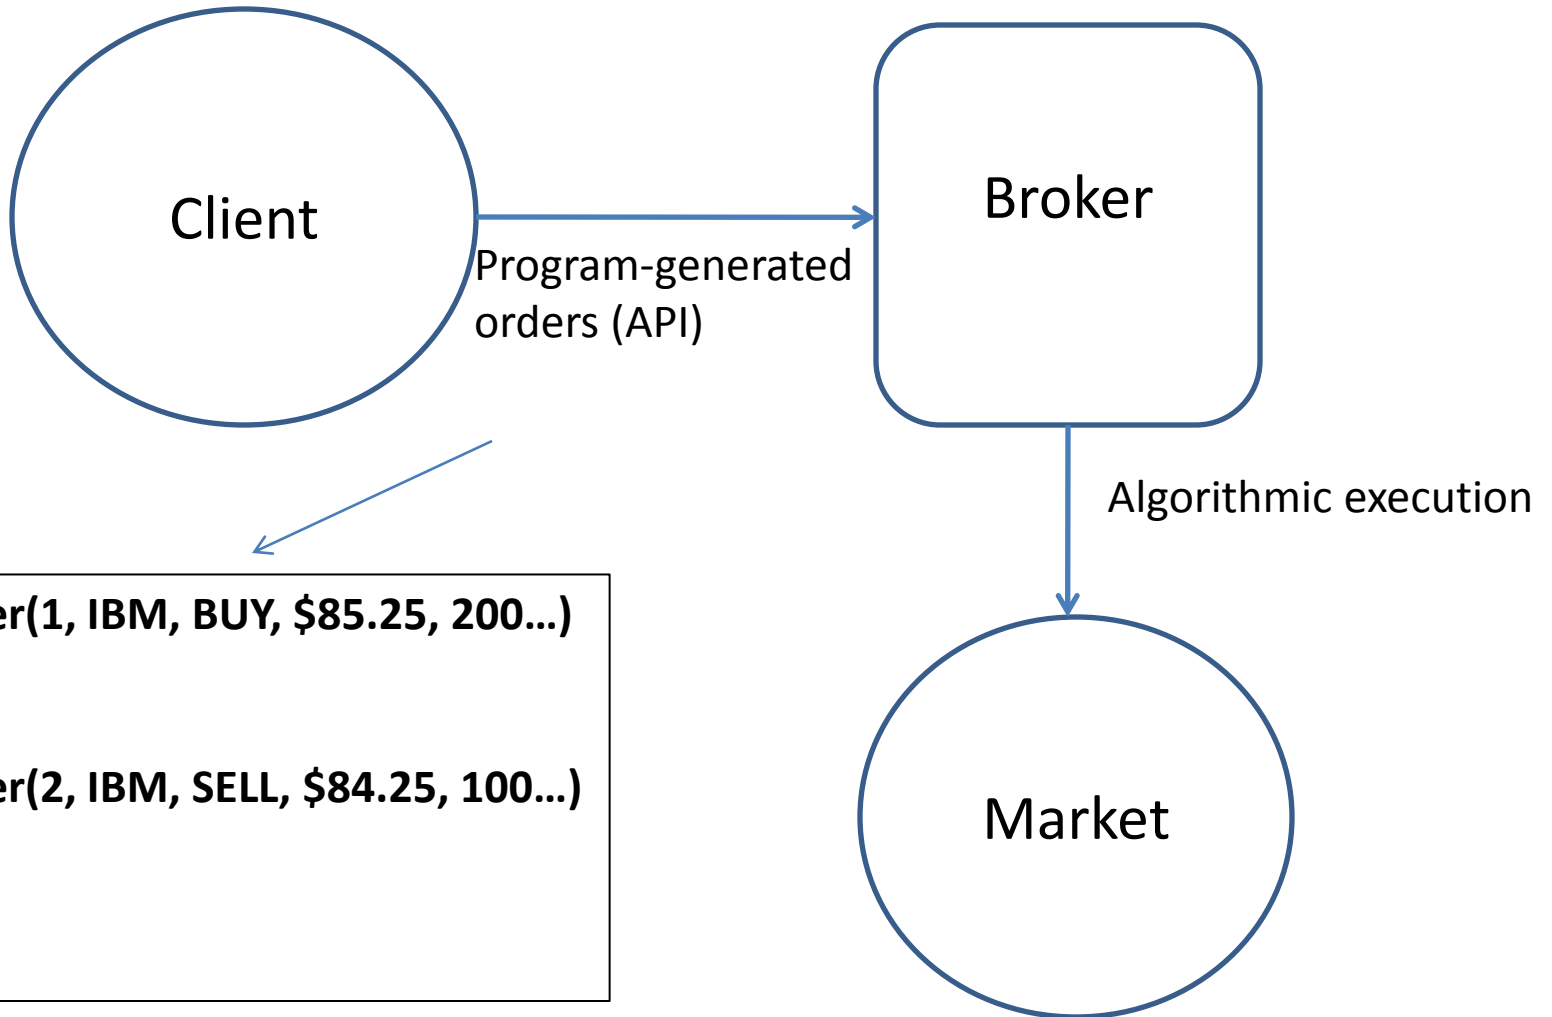 Client
Broker
Program-generated
orders (API)
Algorithmic execution
er(1, IBM, BUY, $85.25, 200…)
er(2, IBM, SELL, $84.25, 100…)
Market